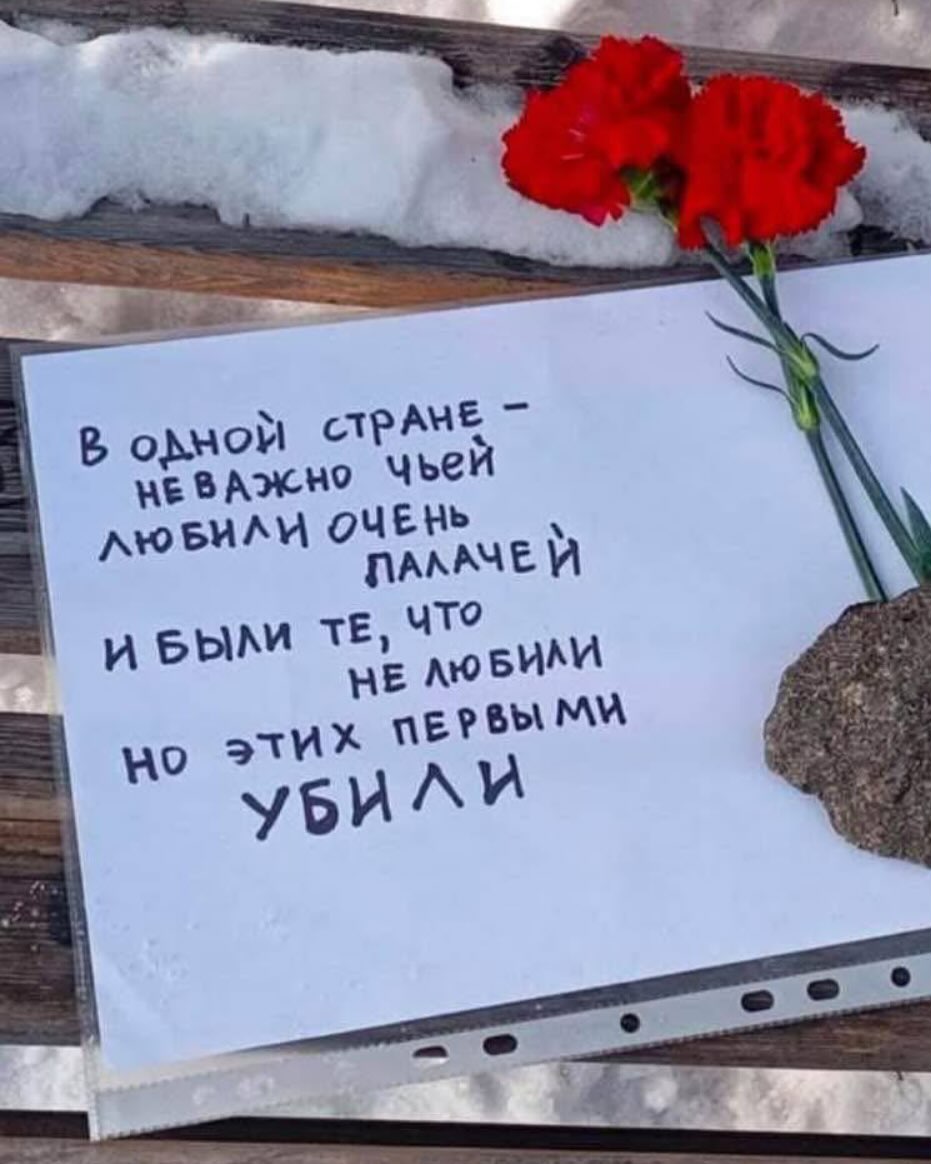 В ОДНОЙ СТРАНЕ –
НЕВАЖНО ЧЬЕЙ
ЛЮБИЛИ ОЧЕНЬ
ПАЛАЧЕЙ
И БЫЛИ ТЕ, ЧТО
НЕ ЛЮБИЛИ
НО ЭТИХ ПЕРВЫМИ
УБИЛИ